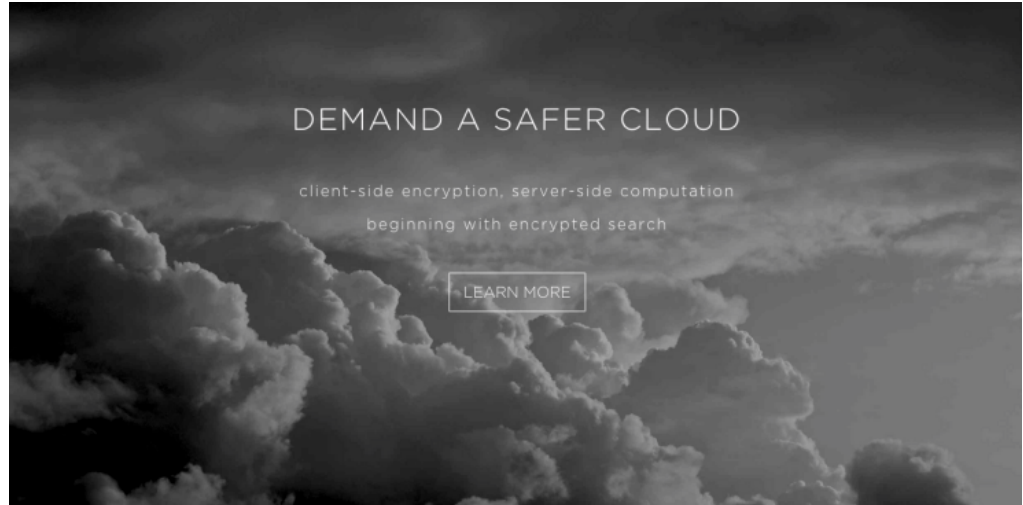 DEMAND A SAFER CLOUD
client-side encryption, server-side computation
beginning with encrypted search
LEARN MORE